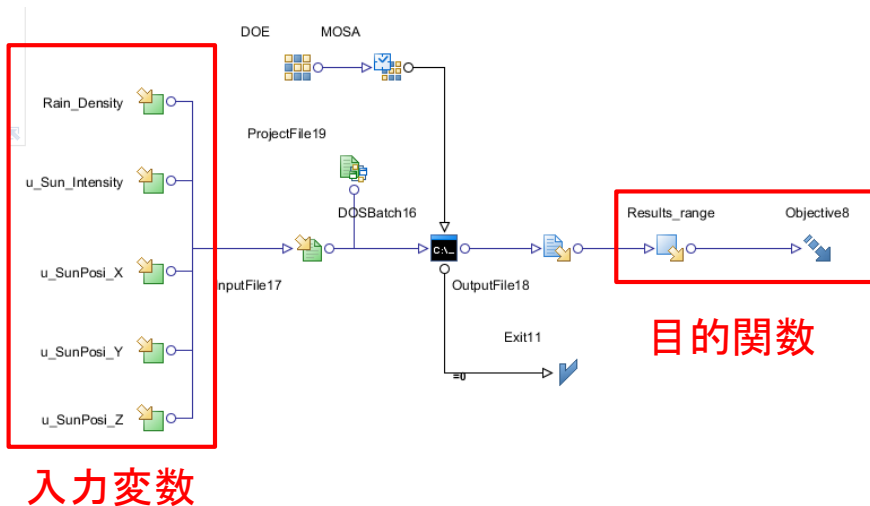 DOE
MOSA
Rain_Density
ProjectFile19
u_Sun_Intensity
DOSBatch16
Results_range
Objective8
C:\_
u_SunPosi_X
nputFile17
OutputFile18
目的関数
Exit11
u_SunPosi_Y
=0
u_SunPosi_Z
入力変数